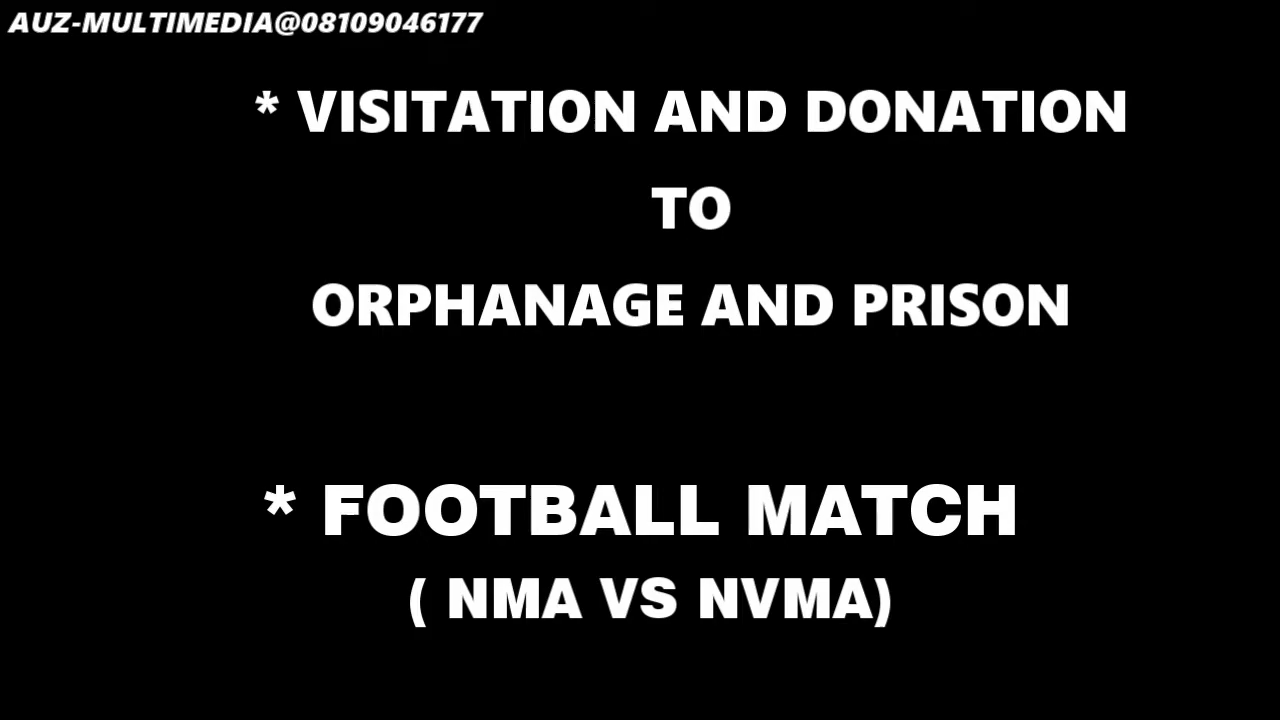 AUZ-MULTIMEDIA@08109046177
* VISITATION AND DONATION
TO
ORPHANAGE AND PRISON
* FOOTBALL MATCH
( NMA VS NVMA)